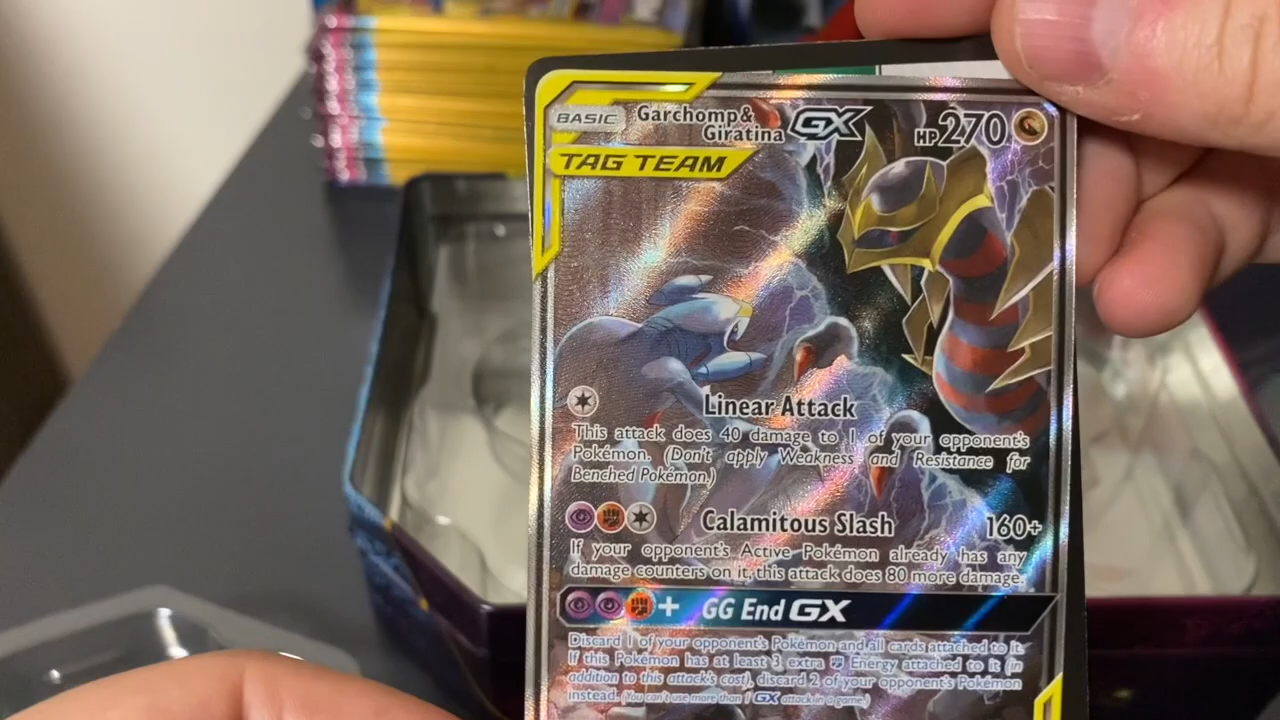 BASIC Garchomp& Giratina GX HP270
TAG TEAM
Linear Attack
This attack does 40 damage to 1 of your opponent's
Pokémon. (Don't apply Weakness and Resistance for
Benched Pokémon.)
Calamitous Slash 160+
If your opponent's Active Pokémon already has any
damage counters on it, this attack does 80 more damage.
+ GG End GX
Discard 1 of your opponent's Pokémon and all cards attached to it.
If this Pokémon has at least 3 extra Energy attached to it (in
addition to this attack's cost), discard 2 of your opponent's Pokémon
instead. (You can't use more than 1 GX attack in a game.)